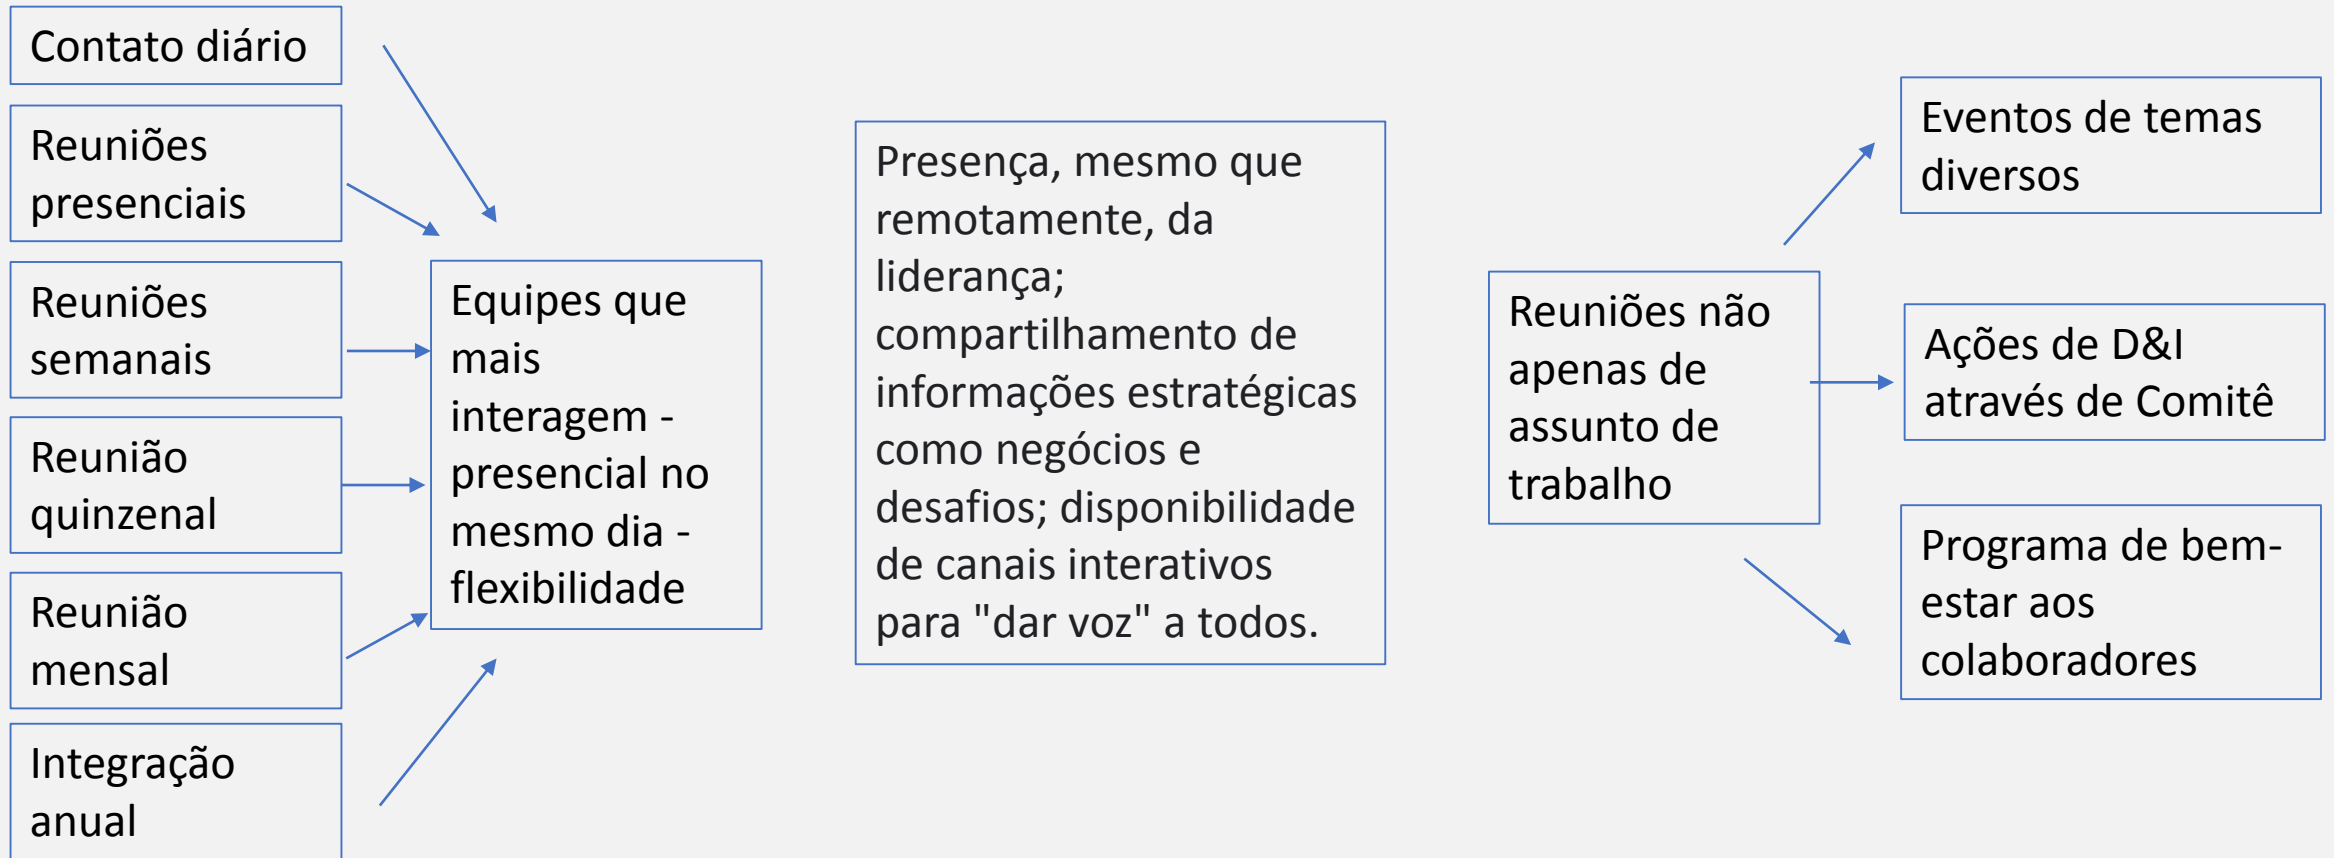 Contato diário
Reuniões
presenciais
Reuniões
semanais
Reunião
quinzenal
Reunião
mensal
Integração
anual
Equipes que
mais
interagem -
presencial no
mesmo dia -
flexibilidade
Presença, mesmo que
remotamente, da
liderança;
compartilhamento de
informações estratégicas
como negócios e
desafios; disponibilidade
de canais interativos
para "dar voz" a todos.
Reuniões não
apenas de
assunto de
trabalho
Eventos de temas
diversos
Ações de D&I
através de Comitê
Programa de bem-
estar aos
colaboradores